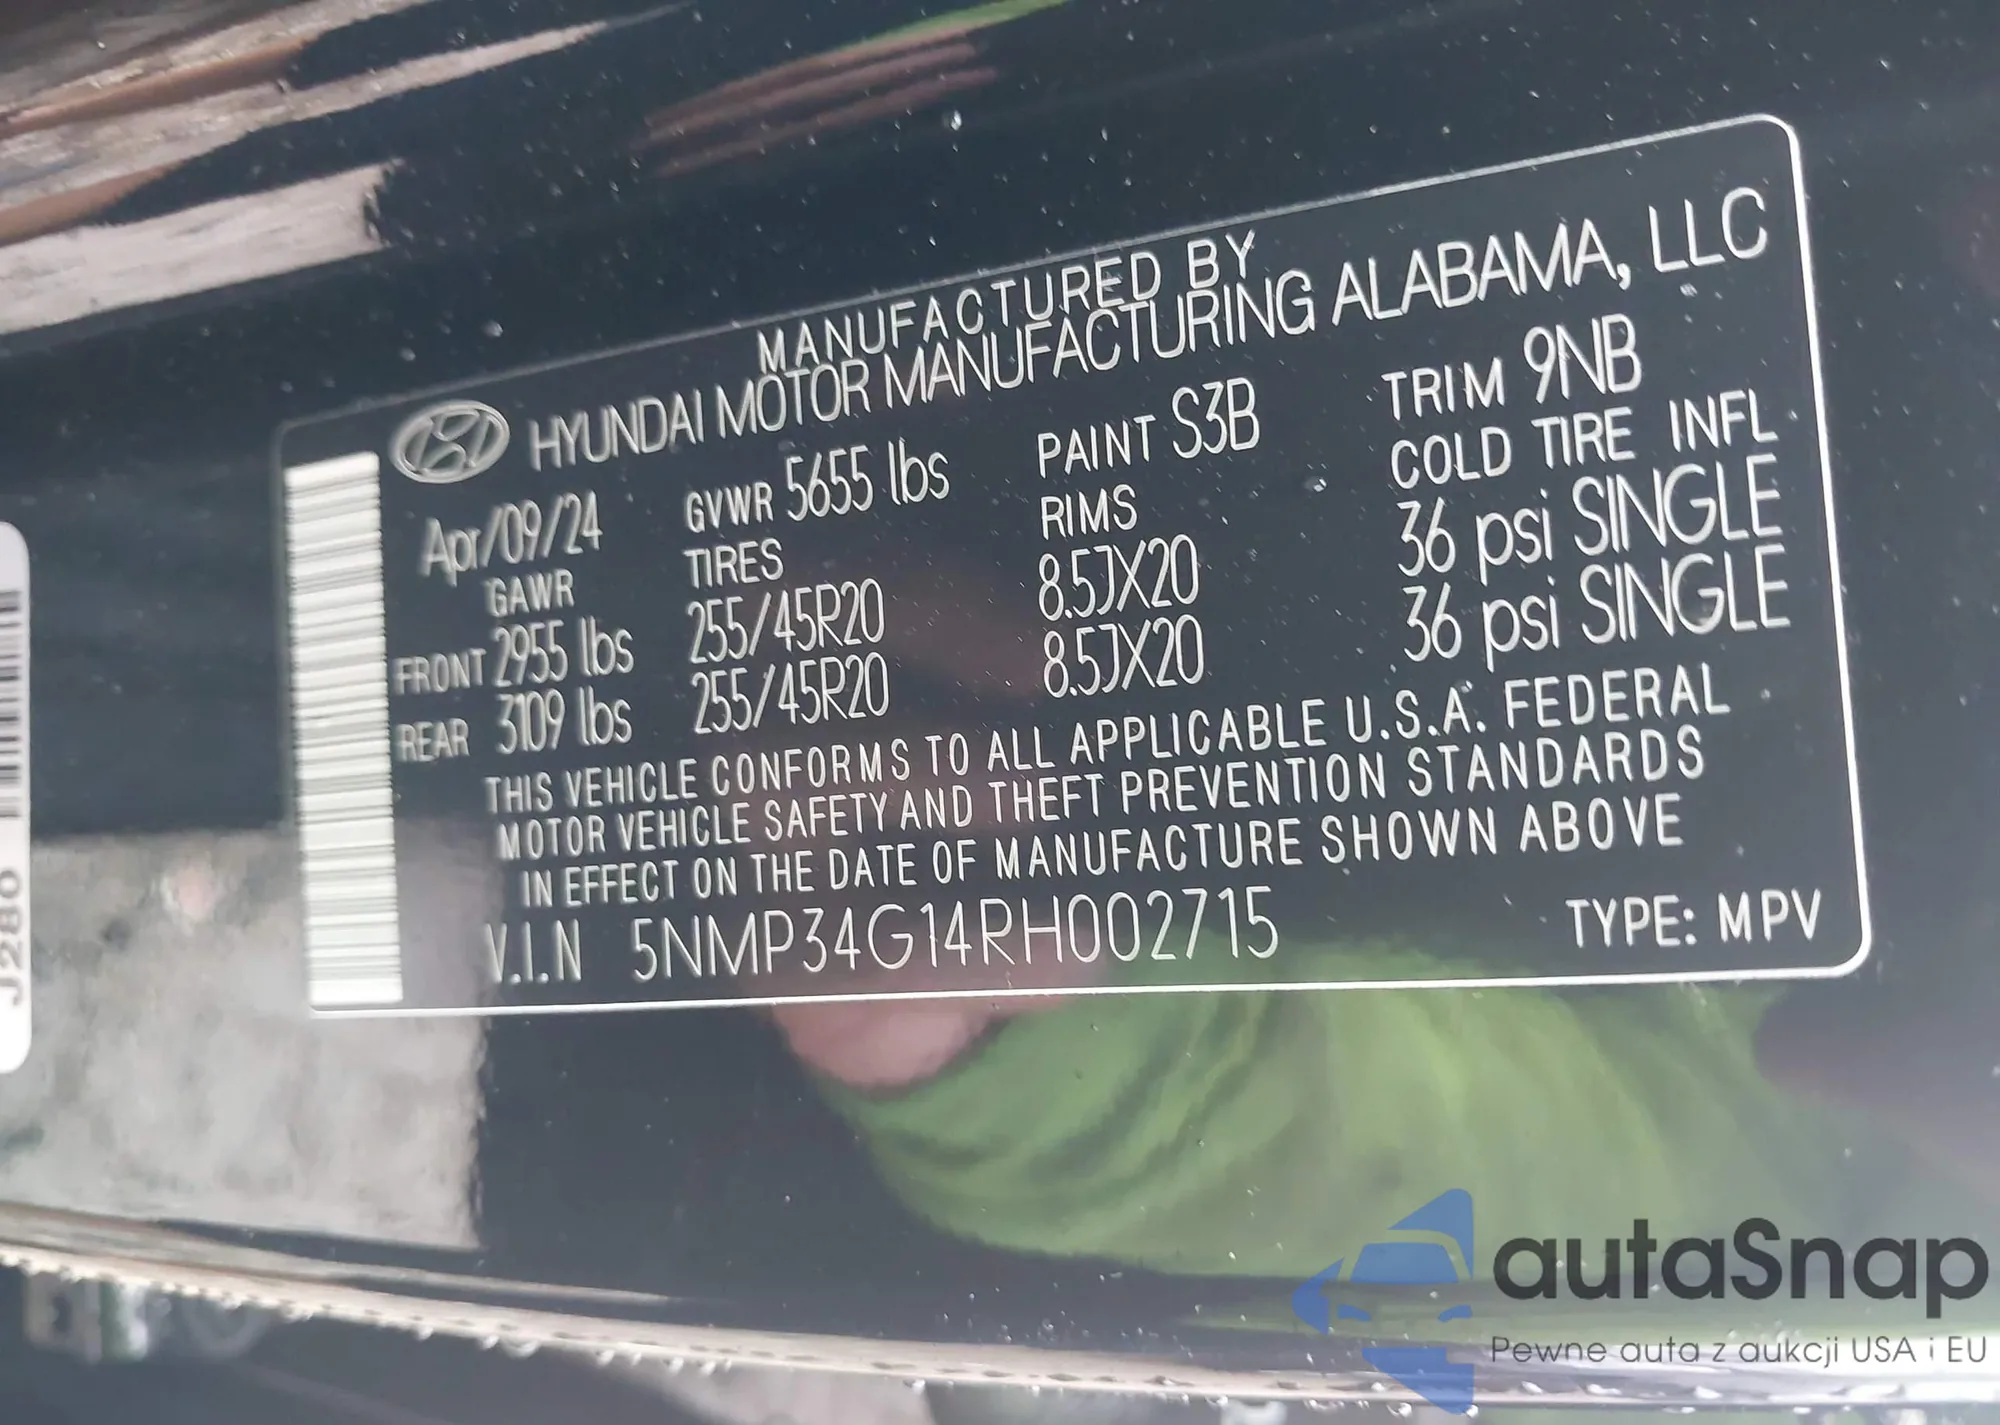 MANUFACTURED BY
HYUNDAI MOTOR MANUFACTURING ALABAMA, LLC
Apr/09/24 GVWR 5655 lbs PAINT S3B TRIM 9NB
GAWR TIRES RIMS COLD TIRE INFL
FRONT 2955 lbs 255/45R20 8.5JX20 36 psi SINGLE
REAR 3109 lbs 255/45R20 8.5JX20 36 psi SINGLE
THIS VEHICLE CONFORMS TO ALL APPLICABLE U.S.A. FEDERAL
MOTOR VEHICLE SAFETY AND THEFT PREVENTION STANDARDS
IN EFFECT ON THE DATE OF MANUFACTURE SHOWN ABOVE
V.I.N 5NMP34G14RH002715 TYPE: MPV
J280
autaSnap
Pewne auta z aukcji USA i EU